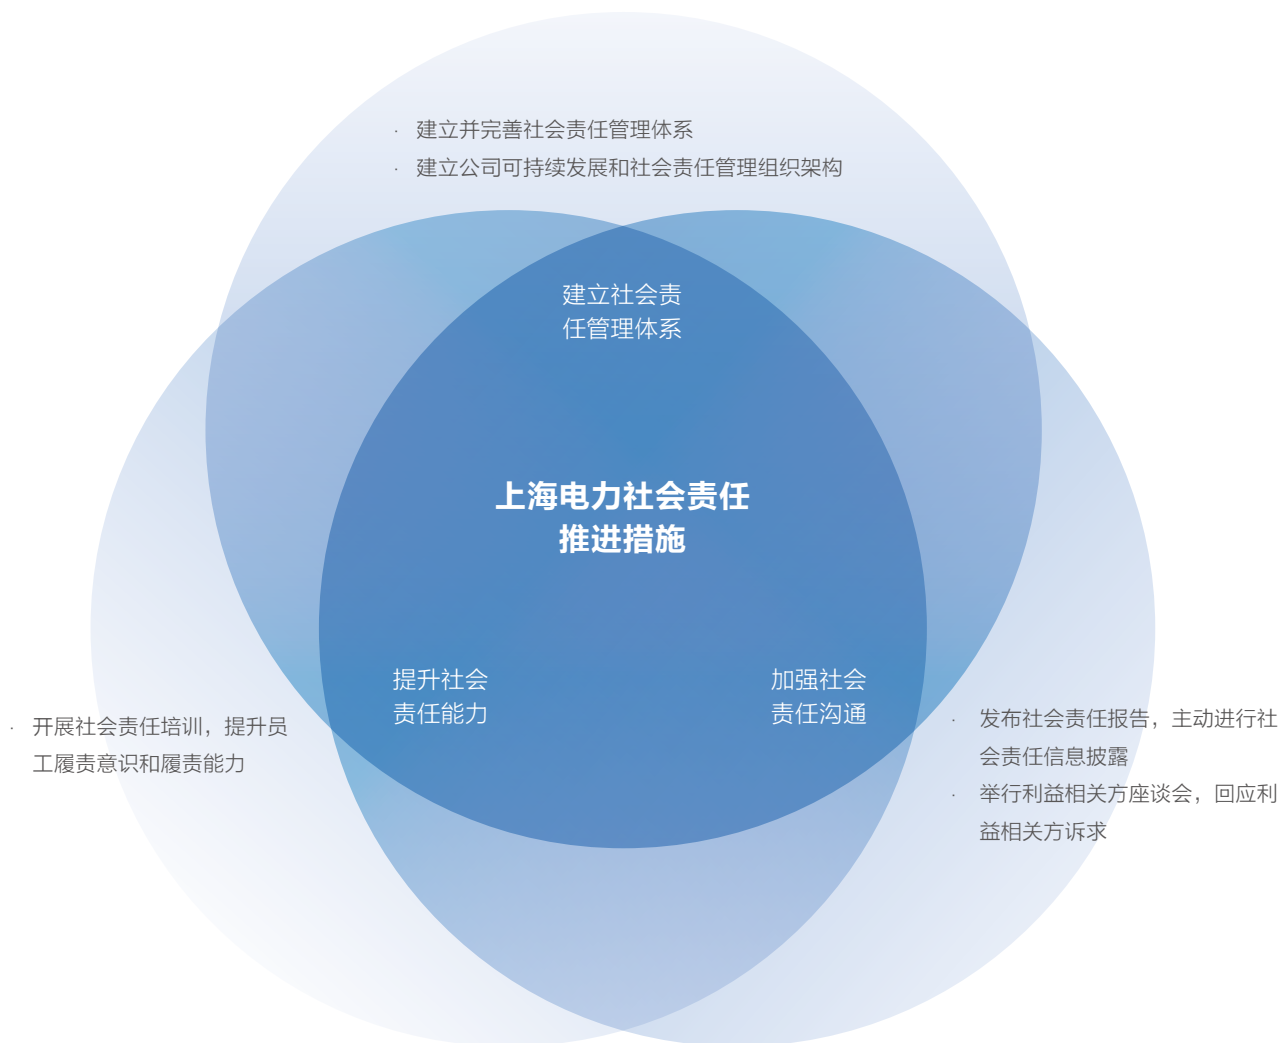 · 建立并完善社会责任管理体系
· 建立公司可持续发展和社会责任管理组织架构
建立社会责
任管理体系
上海电力社会责任
推进措施
提升社会
责任能力
加强社会
责任沟通
· 开展社会责任培训，提升员
工履责意识和履责能力
· 发布社会责任报告，主动进行社
会责任信息披露
· 举行利益相关方座谈会，回应利
益相关方诉求